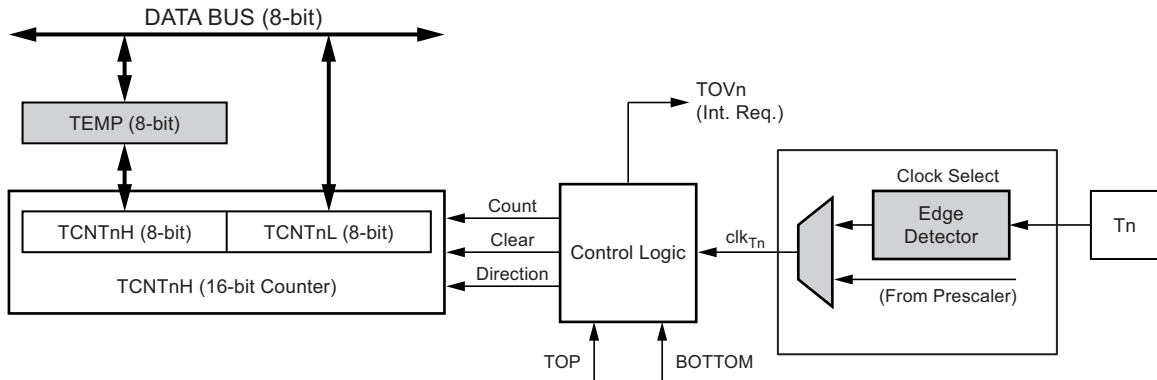 DATA BUS (8-bit)
TEMP (8-bit)
TOVn
(Int. Req.)
Clock Select
Edge
Detector
Tn
TCNTnH (8-bit)
TCNTnL (8-bit)
TCNTnH (16-bit Counter)
Count
Clear
Direction
Control Logic
clkTn
(From Prescaler)
TOP
BOTTOM